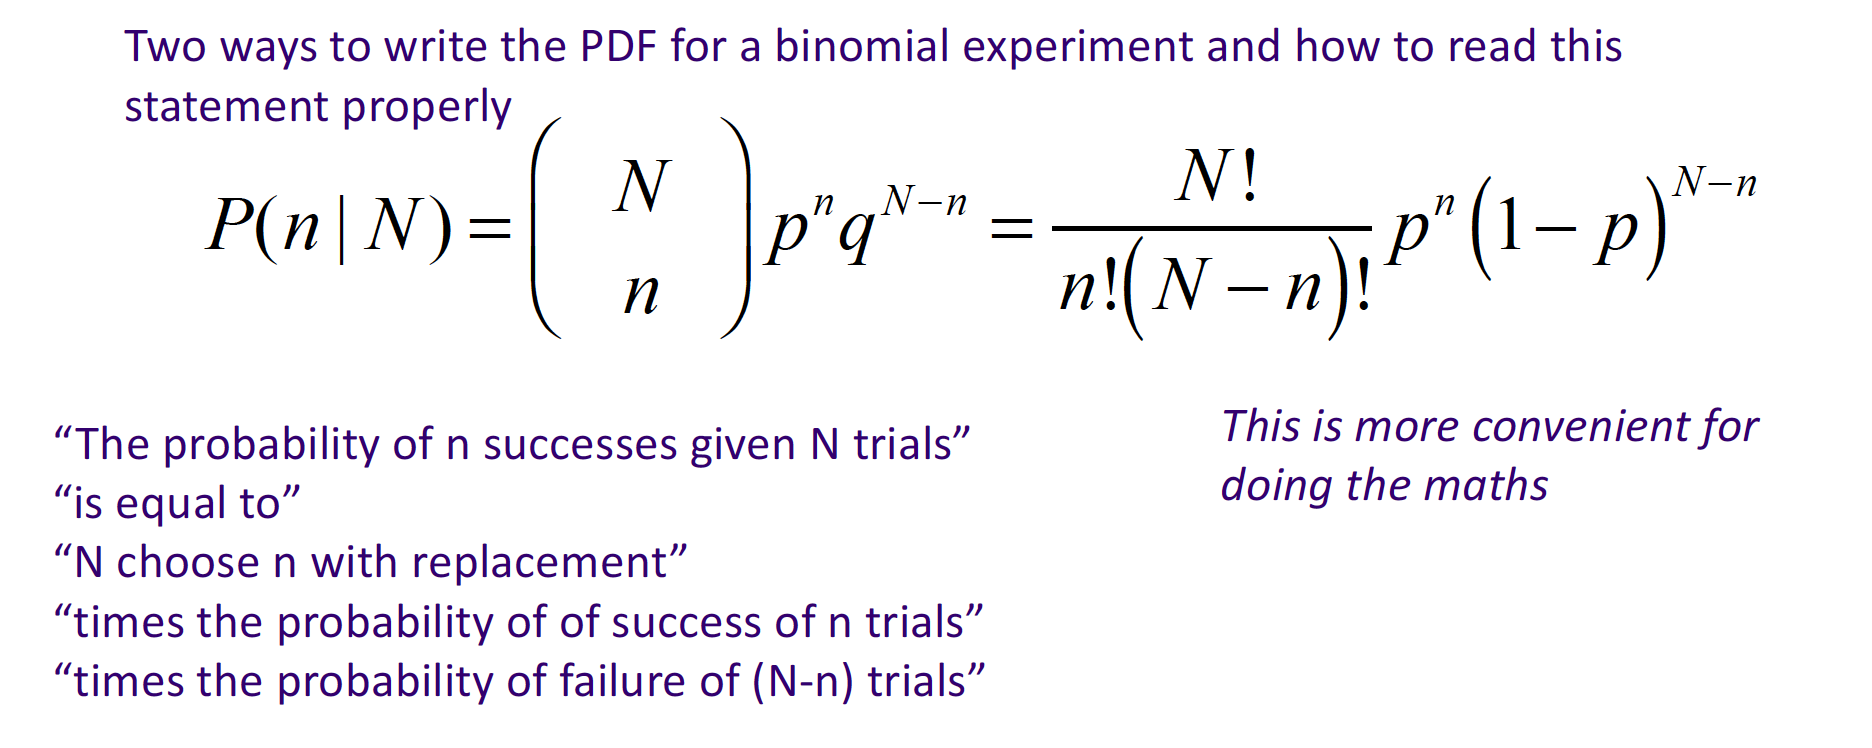 Two ways to write the PDF for a binomial experiment and how to read this
statement properly
P(n | N) = ( N n ) pⁿ q^{N−n} = N! / n!(N − n)! pⁿ (1 − p)^{N−n}
“The probability of n successes given N trials”
“is equal to”
“N choose n with replacement”
“times the probability of of success of n trials”
“times the probability of failure of (N-n) trials”
This is more convenient for
doing the maths